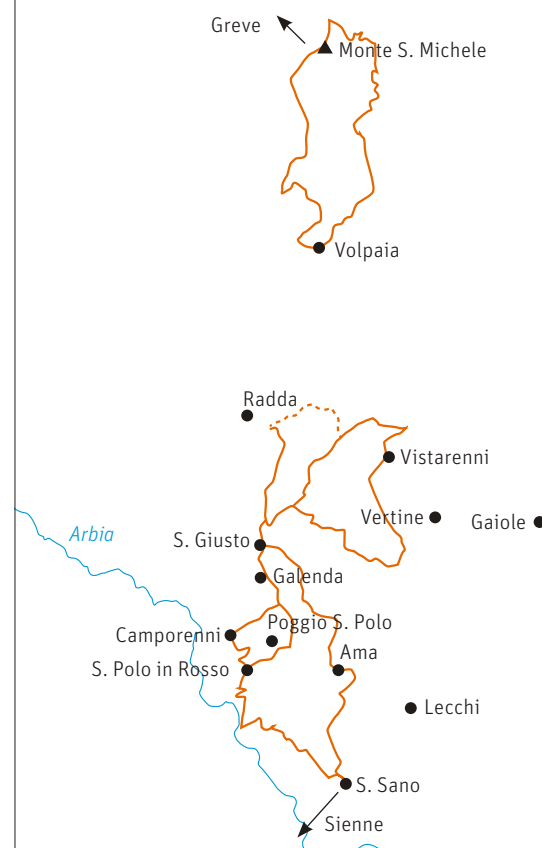 Greve
Monte S. Michele
Volpaia
Radda
Vistarenni
Vertine
Gaiole
Arbia
S. Giusto
Galenda
Poggio S. Polo
Camporenni
Ama
S. Polo in Rosso
Lecchi
S. Sano
Sienne